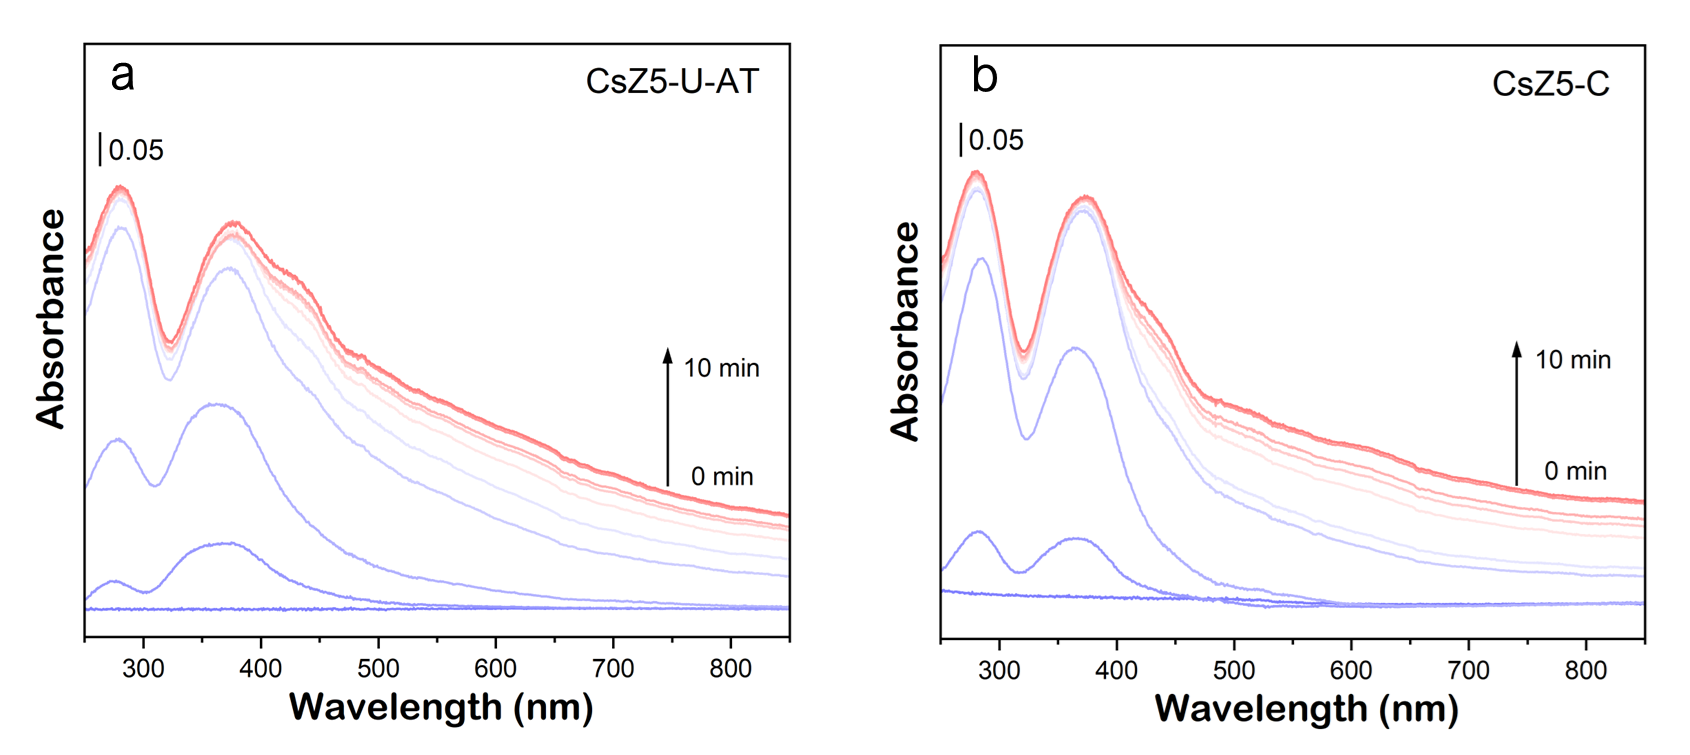 a
CsZ5-U-AT
0.05
10 min
0 min
Absorbance
300 400 500 600 700 800
Wavelength (nm)
b
CsZ5-C
0.05
10 min
0 min
Absorbance
300 400 500 600 700 800
Wavelength (nm)